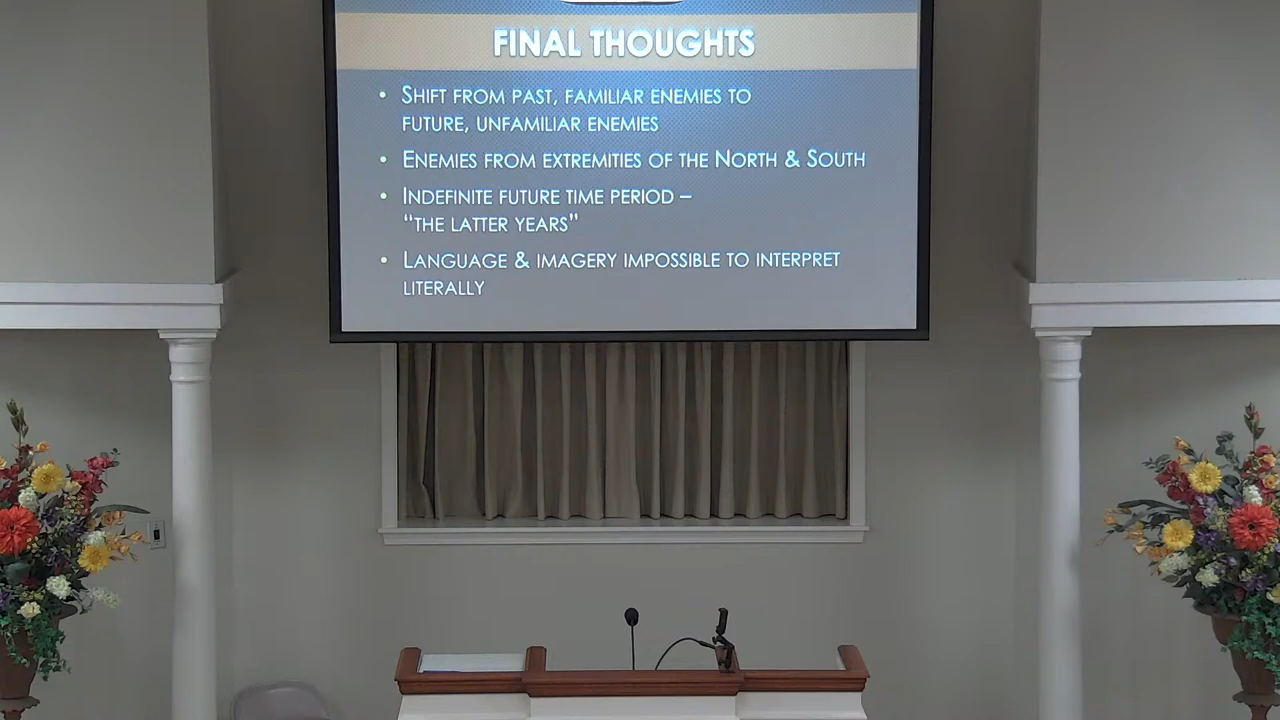 FINAL THOUGHTS
• SHIFT FROM PAST, FAMILIAR ENEMIES TO
FUTURE, UNFAMILIAR ENEMIES
• ENEMIES FROM EXTREMITIES OF THE NORTH & SOUTH
• INDEFINITE FUTURE TIME PERIOD –
“THE LATTER YEARS”
• LANGUAGE & IMAGERY IMPOSSIBLE TO INTERPRET
LITERALLY